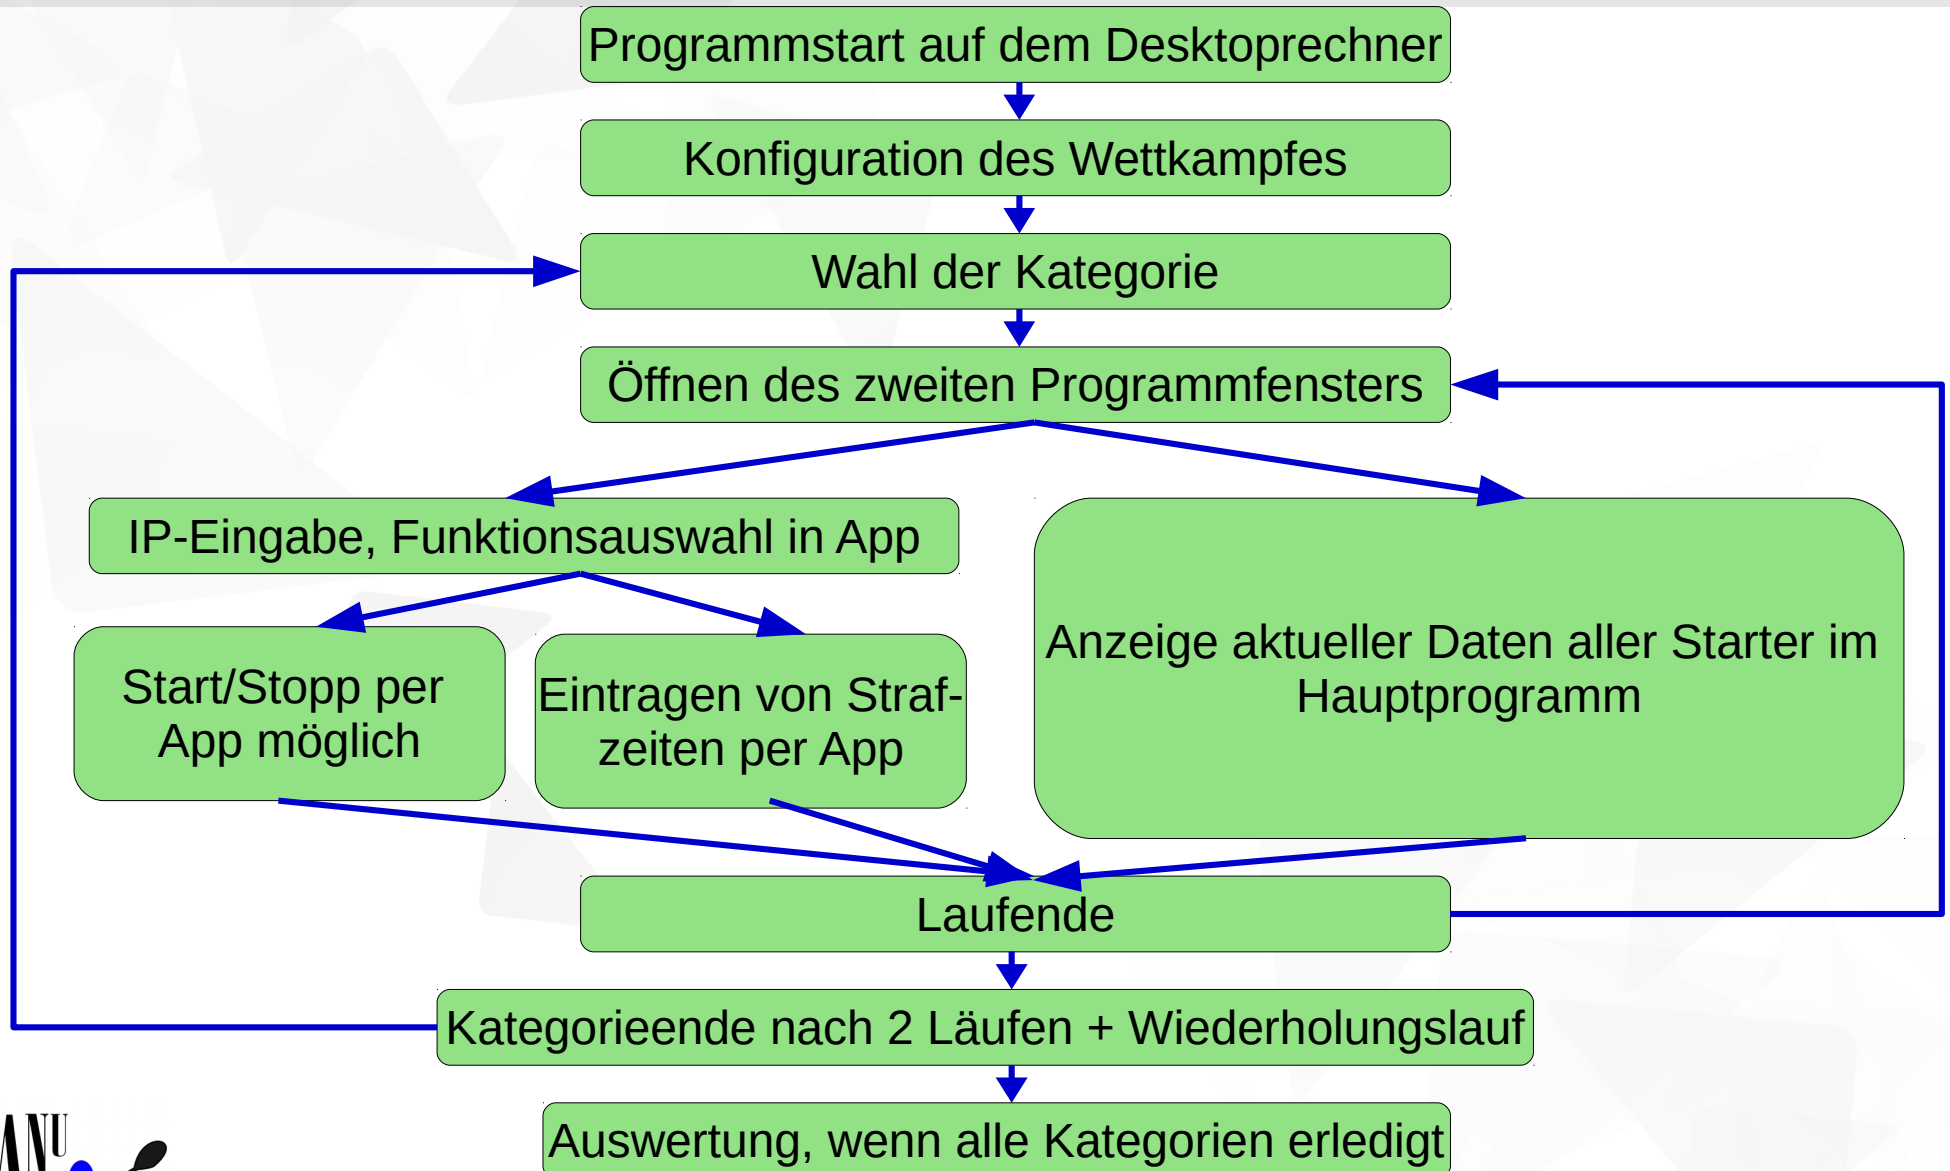 Programmstart auf dem Desktoprechner
Konfiguration des Wettkampfes
Wahl der Kategorie
Öffnen des zweiten Programmfensters
IP-Eingabe, Funktionsauswahl in App
Start/Stopp per
App möglich
Eintragen von Straf-
zeiten per App
Anzeige aktueller Daten aller Starter im
Hauptprogramm
Laufende
Kategorieende nach 2 Läufen + Wiederholungslauf
Auswertung, wenn alle Kategorien erledigt